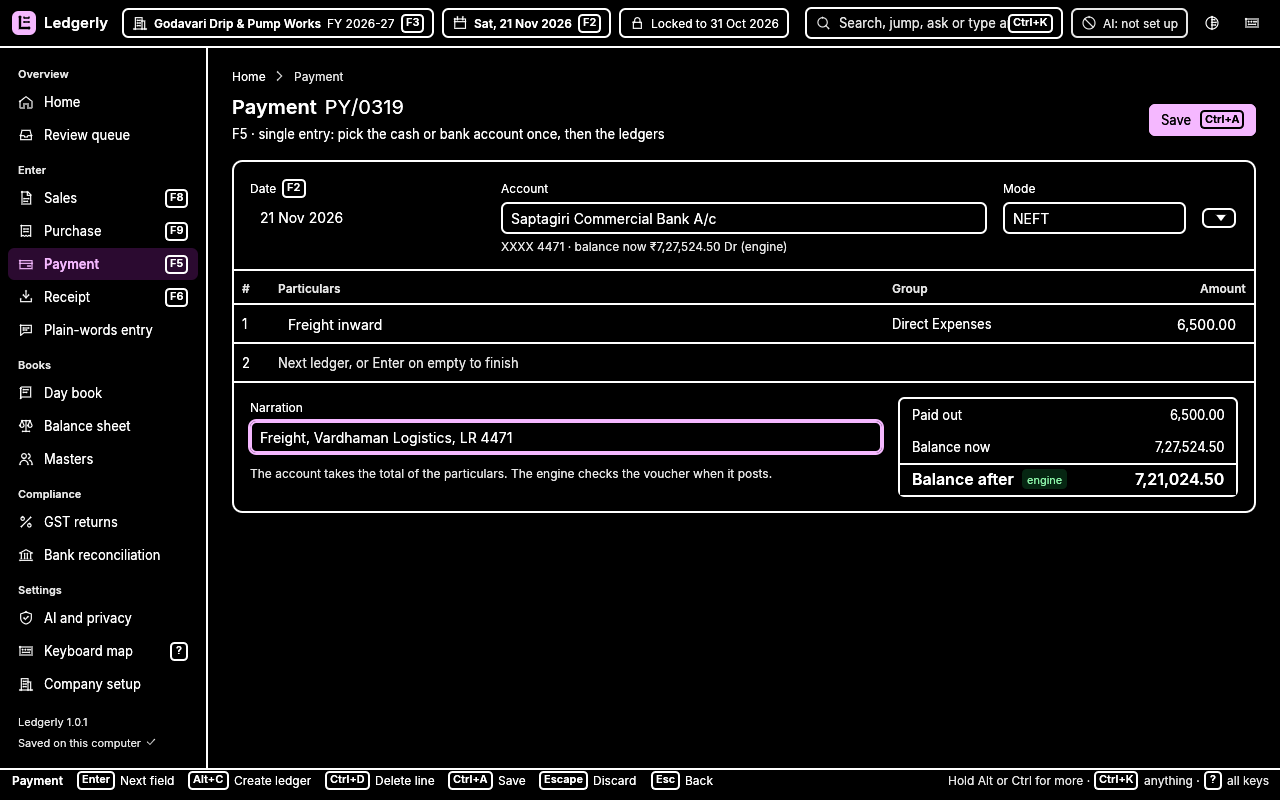 Ledgerly
Godavari Drip & Pump Works FY 2026-27 F3
Sat, 21 Nov 2026 F2
Locked to 31 Oct 2026
Search, jump, ask or type a Ctrl+K
AI: not set up
Overview
Home
Review queue
Enter
Sales F8
Purchase F9
Payment F5
Receipt F6
Plain-words entry
Books
Day book
Balance sheet
Masters
Compliance
GST returns
Bank reconciliation
Settings
AI and privacy
Keyboard map ?
Company setup
Ledgerly 1.0.1
Saved on this computer
Home Payment
Payment PY/0319
F5 · single entry: pick the cash or bank account once, then the ledgers
Save Ctrl+A
Date F2 Account Mode
21 Nov 2026 Saptagiri Commercial Bank A/c NEFT
XXXX 4471 · balance now ₹7,27,524.50 Dr (engine)
# Particulars Group Amount
1 Freight inward Direct Expenses 6,500.00
2 Next ledger, or Enter on empty to finish
Narration
Freight, Vardhaman Logistics, LR 4471
The account takes the total of the particulars. The engine checks the voucher when it posts.
Paid out 6,500.00
Balance now 7,27,524.50
Balance after engine 7,21,024.50
Payment Enter Next field Alt+C Create ledger Ctrl+D Delete line Ctrl+A Save Escape Discard Esc Back
Hold Alt or Ctrl for more · Ctrl+K anything · ? all keys